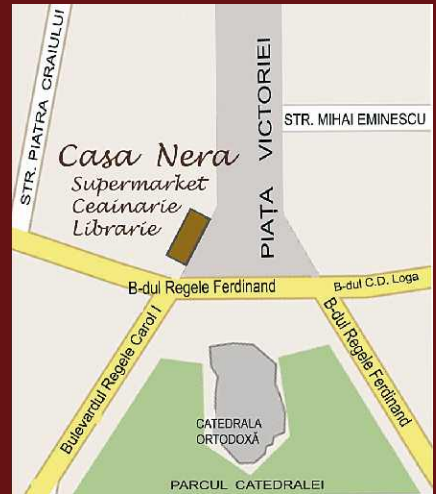 STR. PIATRA CRAIULUI
PIAȚA VICTORIEI
STR. MIHAI EMINESCU
Casa Nera
Supermarket
Ceainarie
Librarie
B-dul Regele Ferdinand
B-dul C.D. Loga
Bulevardul Regele Carol I
B-dul Regele Ferdinand
CATEDRALA
ORTODOXĂ
PARCUL CATEDRALEI